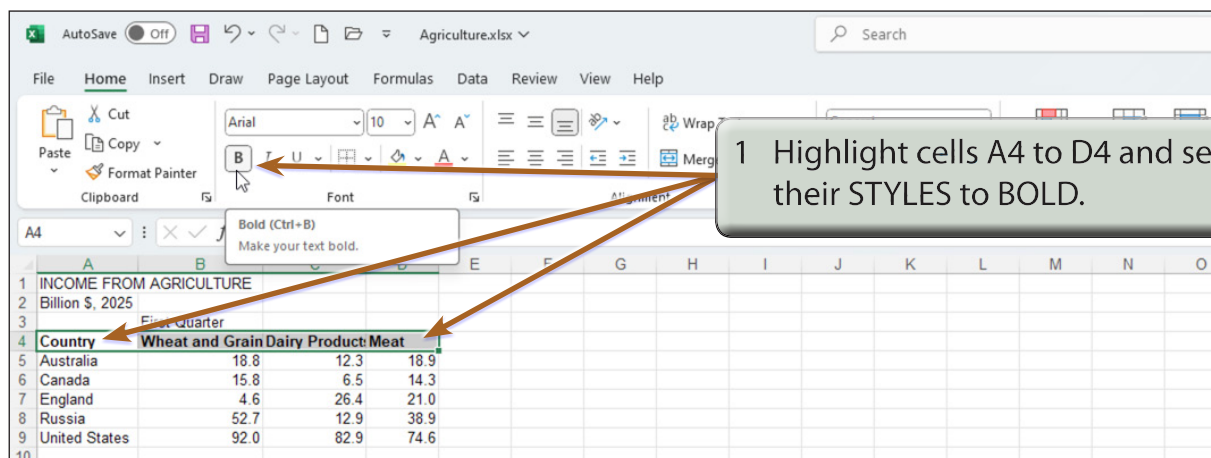 AutoSave Off Agriculture.xlsx Search
File Home Insert Draw Page Layout Formulas Data Review View Help
Cut Arial 10 A A Wrap
Copy
Paste B U A Merg
Format Painter
Clipboard Font Alignment
1 Highlight cells A4 to D4 and se
their STYLES to BOLD.
A4
Bold (Ctrl+B)
Make your text bold.
A B C D E F G H I J K L M N O
1 INCOME FROM AGRICULTURE
2 Billion $, 2025
3 First Quarter
4 Country Wheat and Grain Dairy Product Meat
5 Australia 18.8 12.3 18.9
6 Canada 15.8 6.5 14.3
7 England 4.6 26.4 21.0
8 Russia 52.7 12.9 38.9
9 United States 92.0 82.9 74.6
10